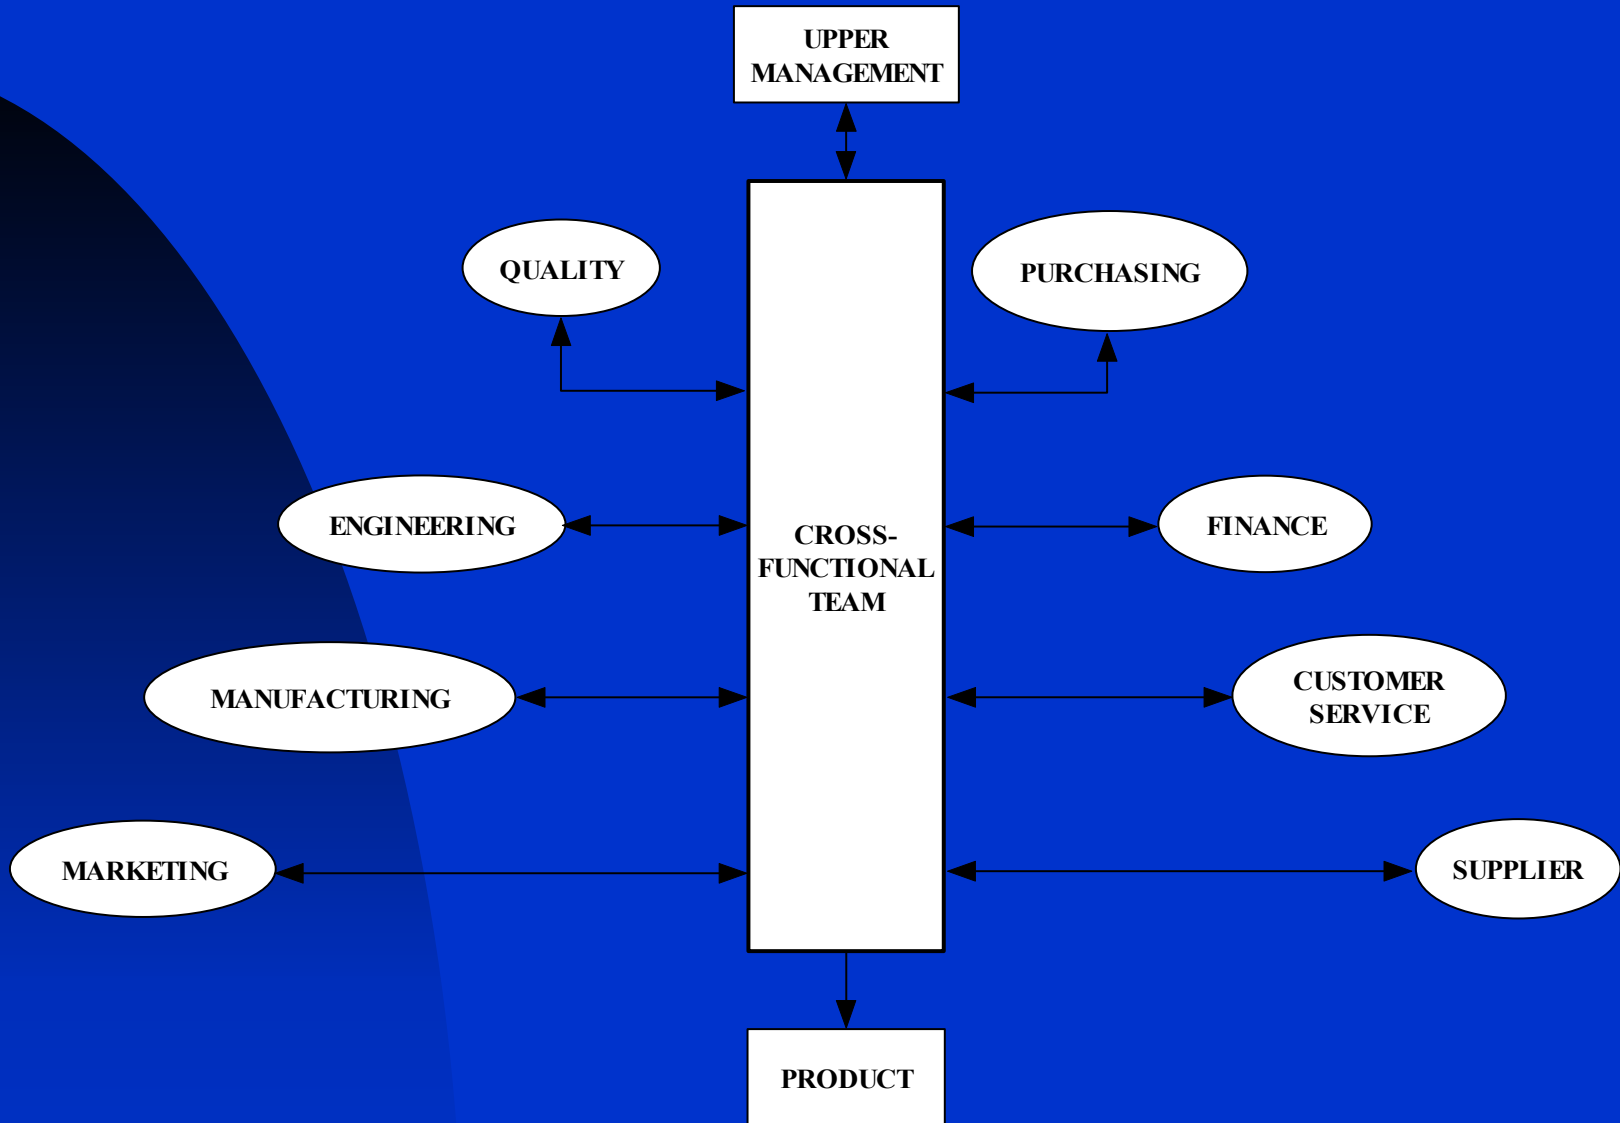 UPPER
MANAGEMENT
QUALITY
PURCHASING
ENGINEERING
CROSS-
FUNCTIONAL
TEAM
FINANCE
MANUFACTURING
CUSTOMER
SERVICE
MARKETING
SUPPLIER
PRODUCT